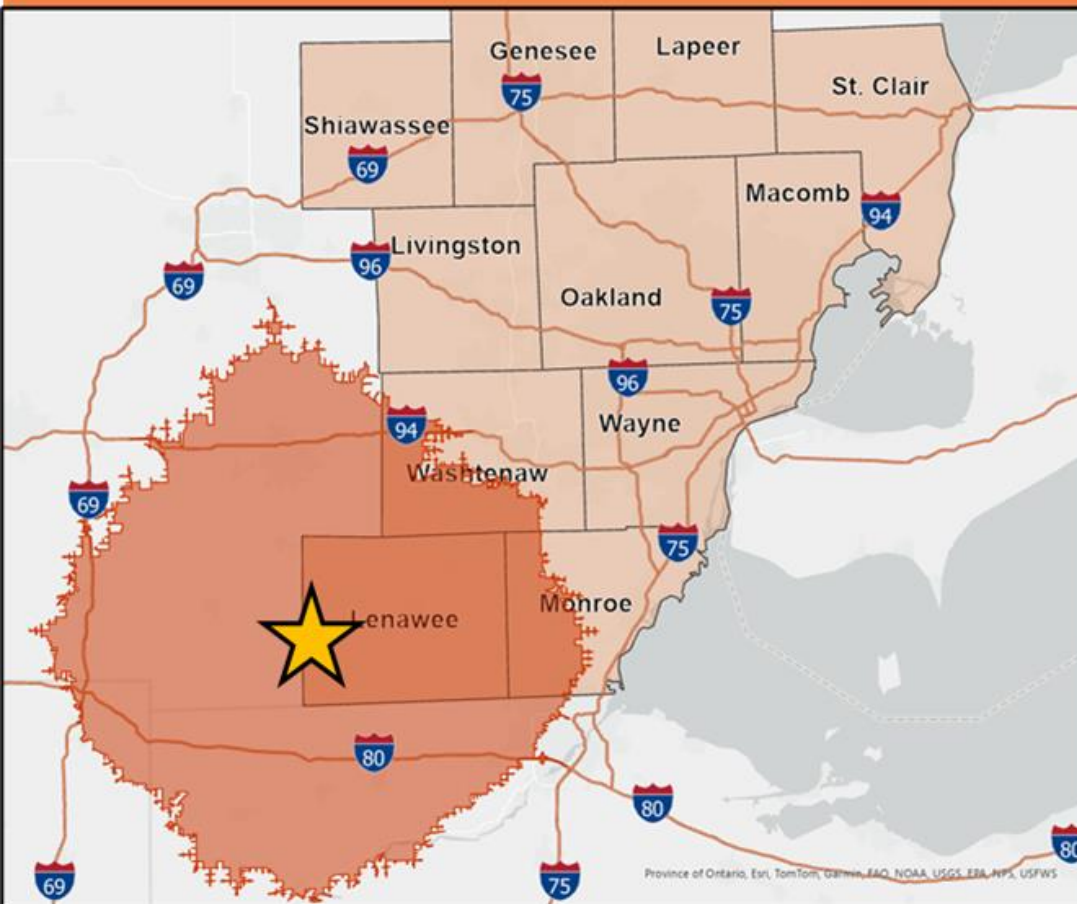 Genesee
Lapeer
75
St. Clair
Shiawassee
69
Macomb
94
Livingston
96
69
Oakland
75
96
94
Wayne
Washtenaw
69
75
Monroe
Lenawee
80
80
80
69
75
Province of Ontario, Esri, TomTom, Garmin, FAO, NOAA, USGS, EPA, NPS, USFWS